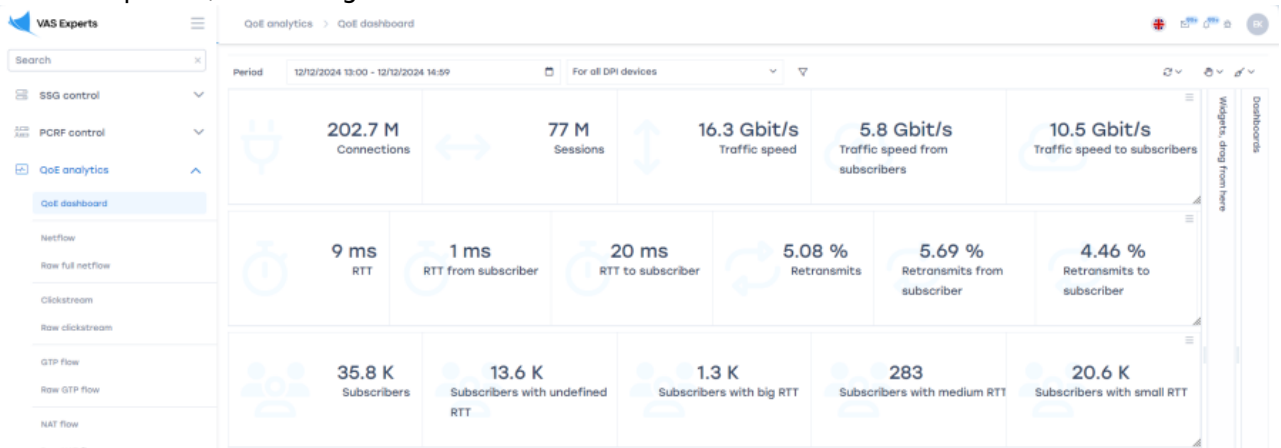 VAS Experts
QoE analytics > QoE dashboard
99+
99+
EK
Search
Period
12/12/2024 13:00 - 12/12/2024 14:59
For all DPI devices
SSG control
PCRF control
QoE analytics
QoE dashboard
Netflow
Raw full netflow
Clickstream
Raw clickstream
GTP flow
Raw GTP flow
NAT flow
202.7 M
Connections
77 M
Sessions
16.3 Gbit/s
Traffic speed
5.8 Gbit/s
Traffic speed from
subscribers
10.5 Gbit/s
Traffic speed to subscribers
9 ms
RTT
1 ms
RTT from subscriber
20 ms
RTT to subscriber
5.08 %
Retransmits
5.69 %
Retransmits from
subscriber
4.46 %
Retransmits to
subscriber
35.8 K
Subscribers
13.6 K
Subscribers with undefined
RTT
1.3 K
Subscribers with big RTT
283
Subscribers with medium RTT
20.6 K
Subscribers with small RTT
Widgets, drag from here
Dashboards